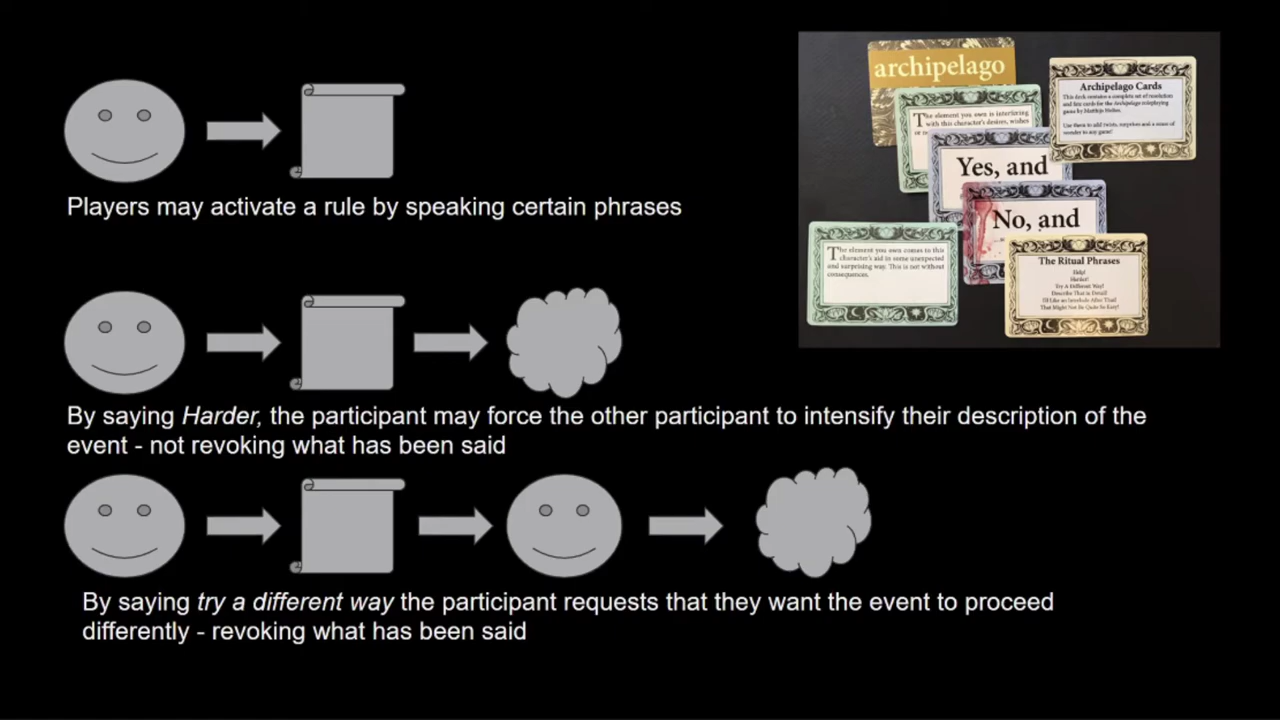 Players may activate a rule by speaking certain phrases
By saying Harder, the participant may force the other participant to intensify their description of the
event - not revoking what has been said
By saying try a different way the participant requests that they want the event to proceed
differently - revoking what has been said
archipelago
Archipelago Cards
This deck contains a complete set of resolution
and fate cards for the Archipelago roleplaying
game by Matthijs Holter.
Use them to add twists, surprises and a sense of
wonder to any game!
The element you own is interfering
with this character's desires, wishes
or
Yes, and
No, and
The element you own comes to this
character's aid in some unexpected
and surprising way. This is not without
consequences.
The Ritual Phrases
Help!
Harder!
Try A Different Way!
Describe That in Detail!
I'd Like an Interlude After That!
That Might Not Be Quite So Easy!